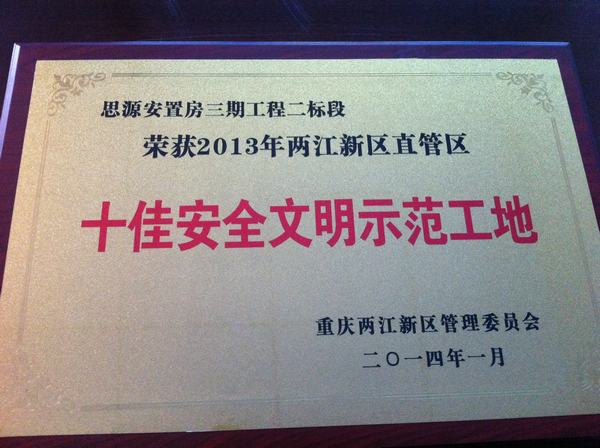 思源安置房三期工程二标段
荣获2013年两江新区直管区
十佳安全文明示范工地
重庆两江新区管理委员会
二〇一四年一月